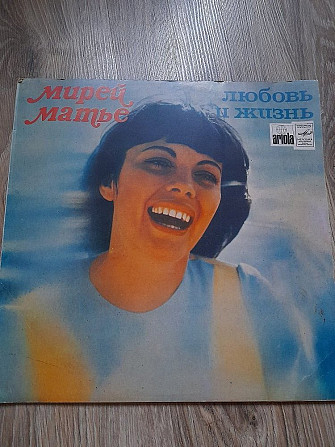 Мирей
Матье
любовь
и жизнь
ariola